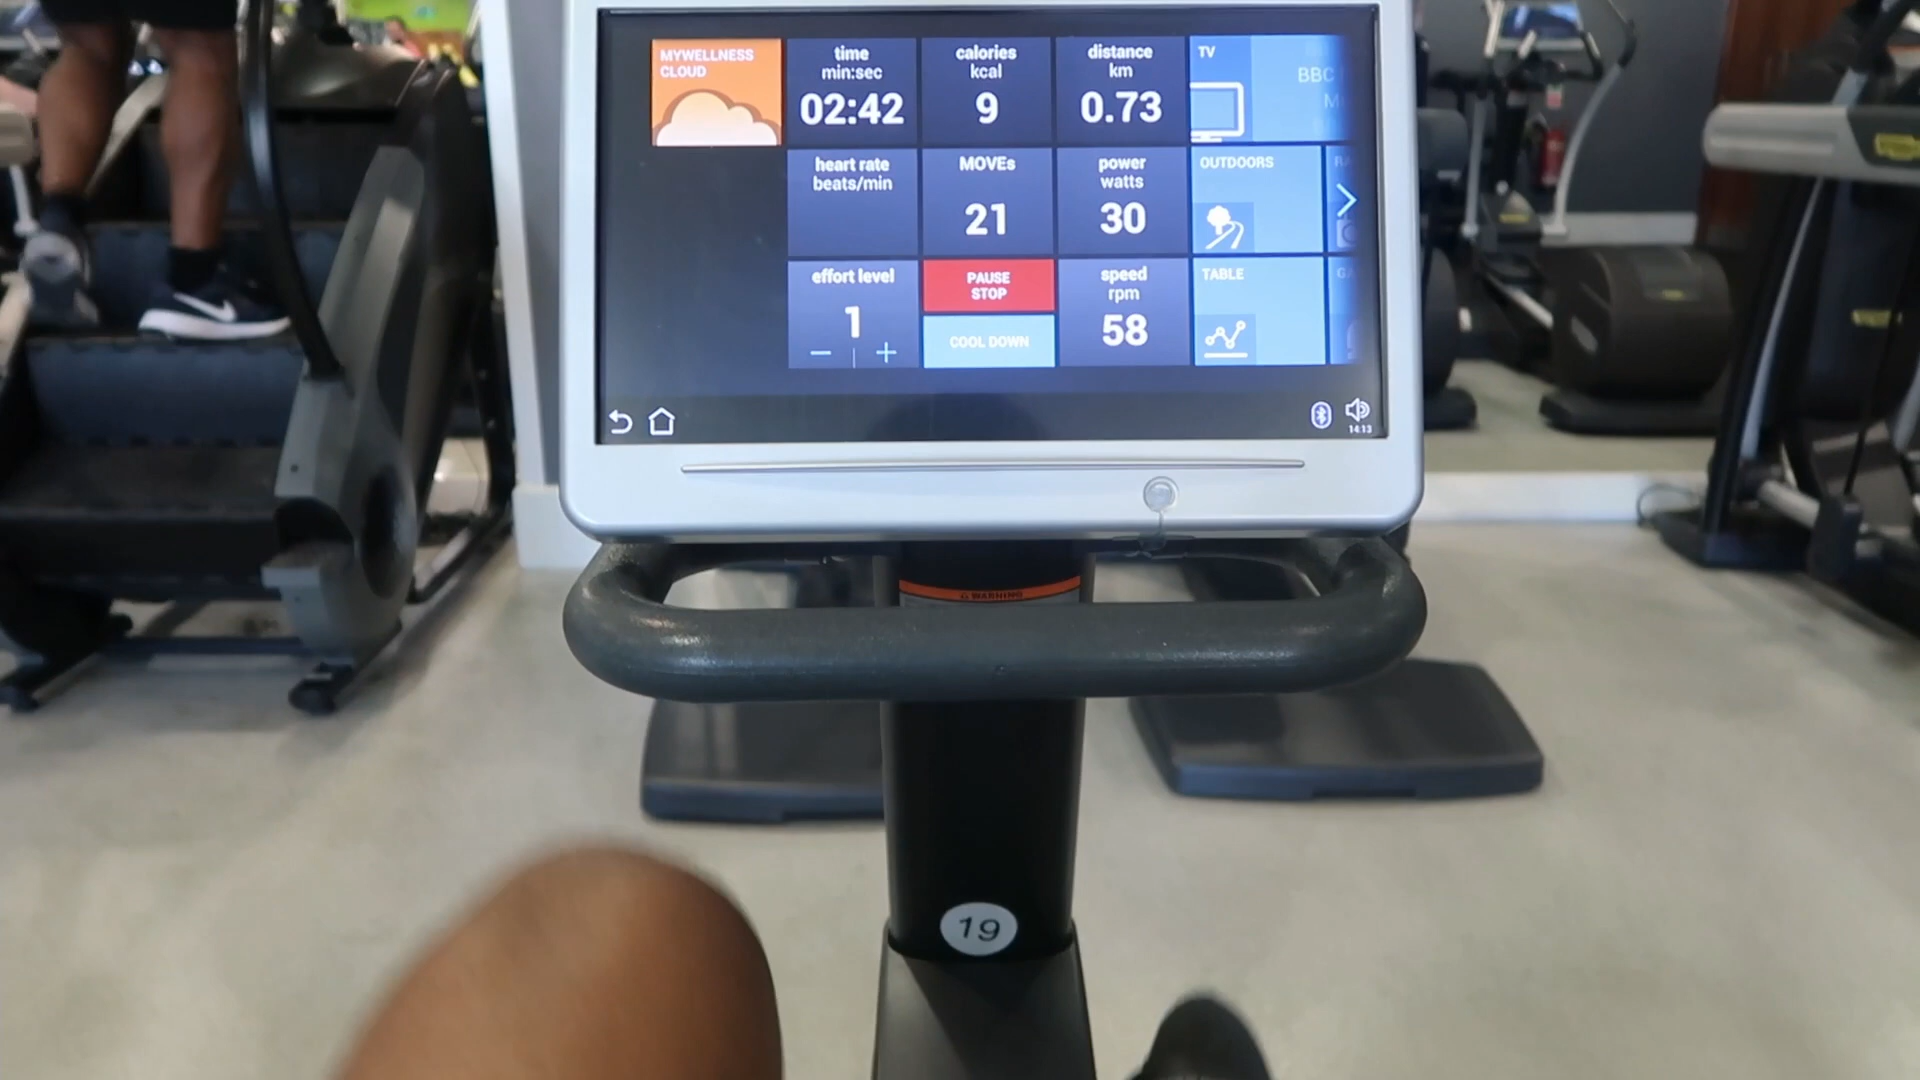 MYWELLNESS
CLOUD
time
min:sec
02:42
calories
kcal
9
distance
km
0.73
TV
BBC
heart rate
beats/min
MOVEs
21
power
watts
30
OUTDOORS
effort level
1
− +
PAUSE
STOP
COOL DOWN
speed
rpm
58
TABLE
14:13
WARNING
19